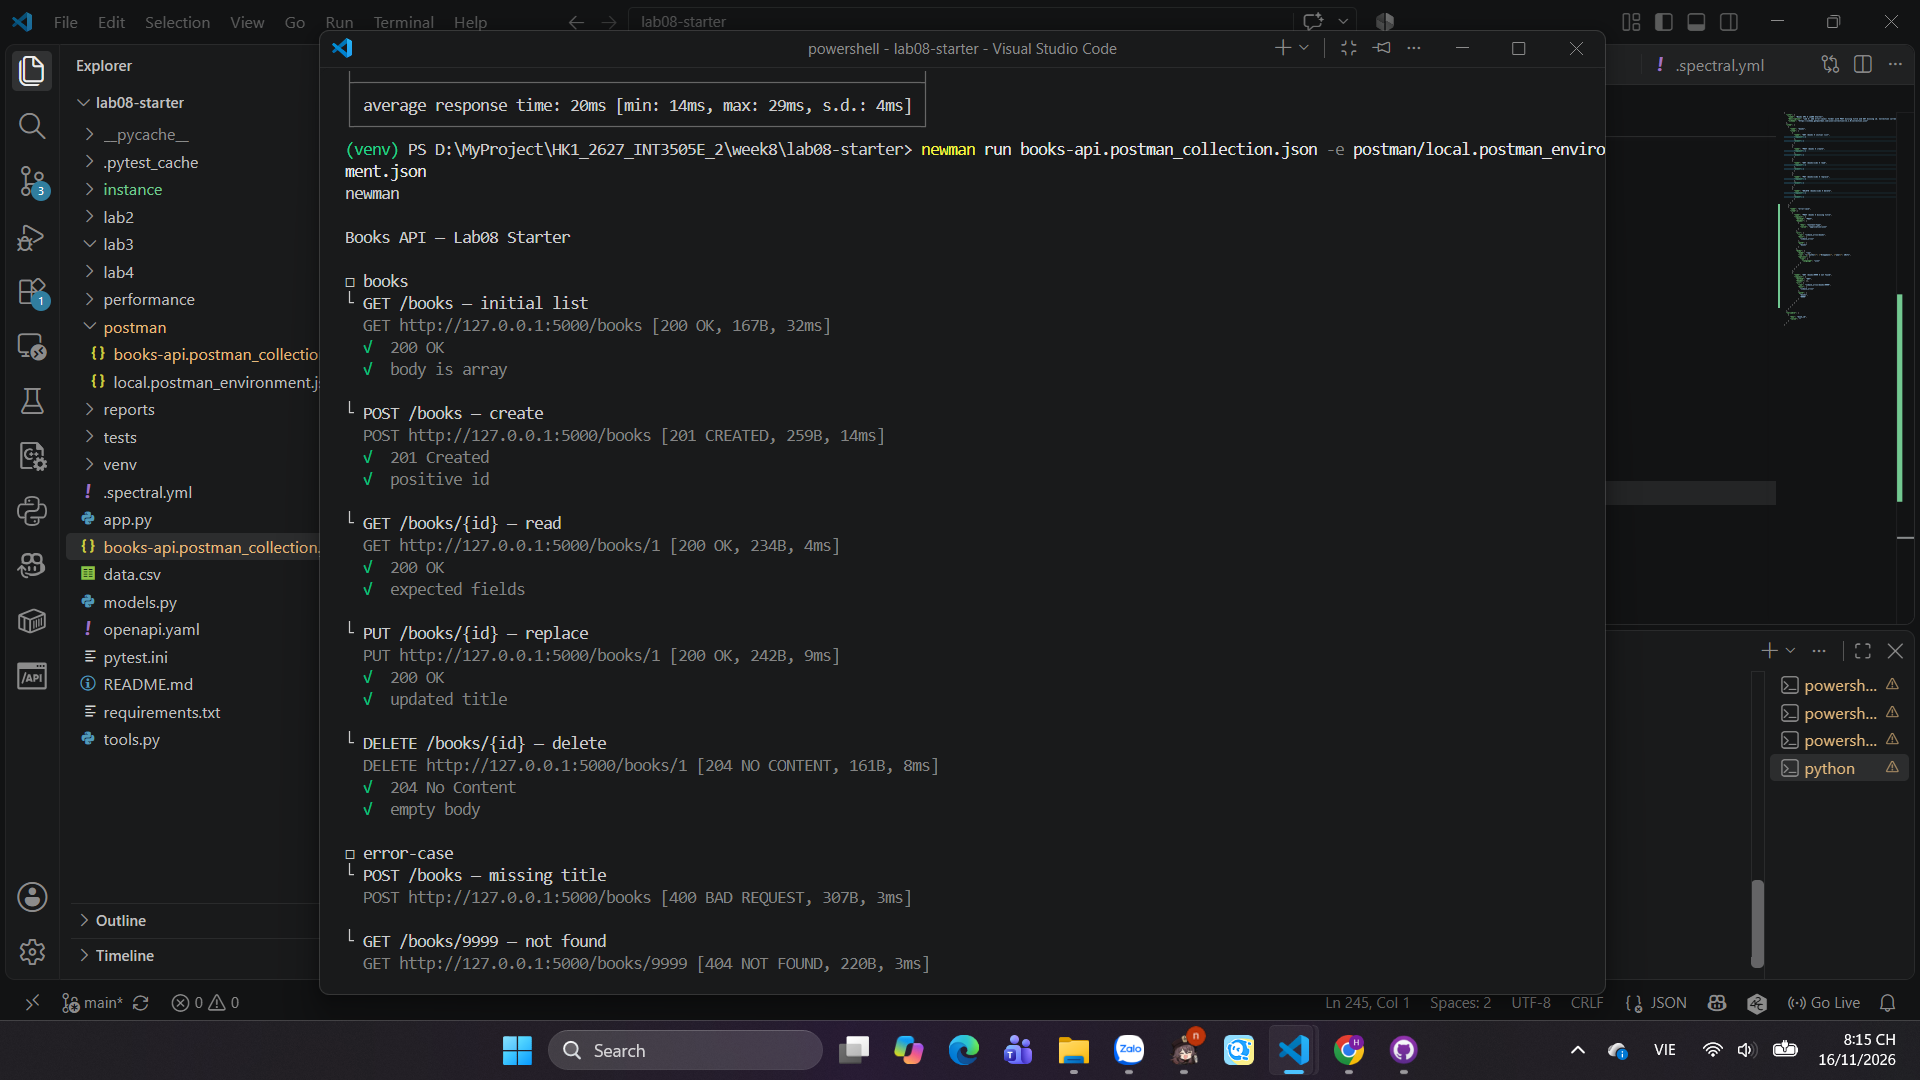 File Edit Selection View Go Run Terminal Help
lab08-starter
powershell - lab08-starter - Visual Studio Code
.spectral.yml
Explorer
lab08-starter
__pycache__
.pytest_cache
instance
lab2
lab3
lab4
performance
postman
books-api.postman_collectio
local.postman_environment.j
reports
tests
venv
.spectral.yml
app.py
books-api.postman_collection.
data.csv
models.py
openapi.yaml
pytest.ini
README.md
requirements.txt
tools.py
Outline
Timeline
3
1
/API
average response time: 20ms [min: 14ms, max: 29ms, s.d.: 4ms]
(venv) PS D:\MyProject\HK1_2627_INT3505E_2\week8\lab08-starter> newman run books-api.postman_collection.json -e postman/local.postman_enviro
ment.json
newman
Books API – Lab08 Starter
books
GET /books – initial list
GET http://127.0.0.1:5000/books [200 OK, 167B, 32ms]
√ 200 OK
√ body is array
POST /books – create
POST http://127.0.0.1:5000/books [201 CREATED, 259B, 14ms]
√ 201 Created
√ positive id
GET /books/{id} – read
GET http://127.0.0.1:5000/books/1 [200 OK, 234B, 4ms]
√ 200 OK
√ expected fields
PUT /books/{id} – replace
PUT http://127.0.0.1:5000/books/1 [200 OK, 242B, 9ms]
√ 200 OK
√ updated title
DELETE /books/{id} – delete
DELETE http://127.0.0.1:5000/books/1 [204 NO CONTENT, 161B, 8ms]
√ 204 No Content
√ empty body
error-case
POST /books – missing title
POST http://127.0.0.1:5000/books [400 BAD REQUEST, 307B, 3ms]
GET /books/9999 – not found
GET http://127.0.0.1:5000/books/9999 [404 NOT FOUND, 220B, 3ms]
powersh...
powersh...
powersh...
python
main* 0 0
Ln 245, Col 1 Spaces: 2 UTF-8 CRLF JSON Go Live
Search
Zalo
n
H
VIE
8:15 CH
16/11/2026